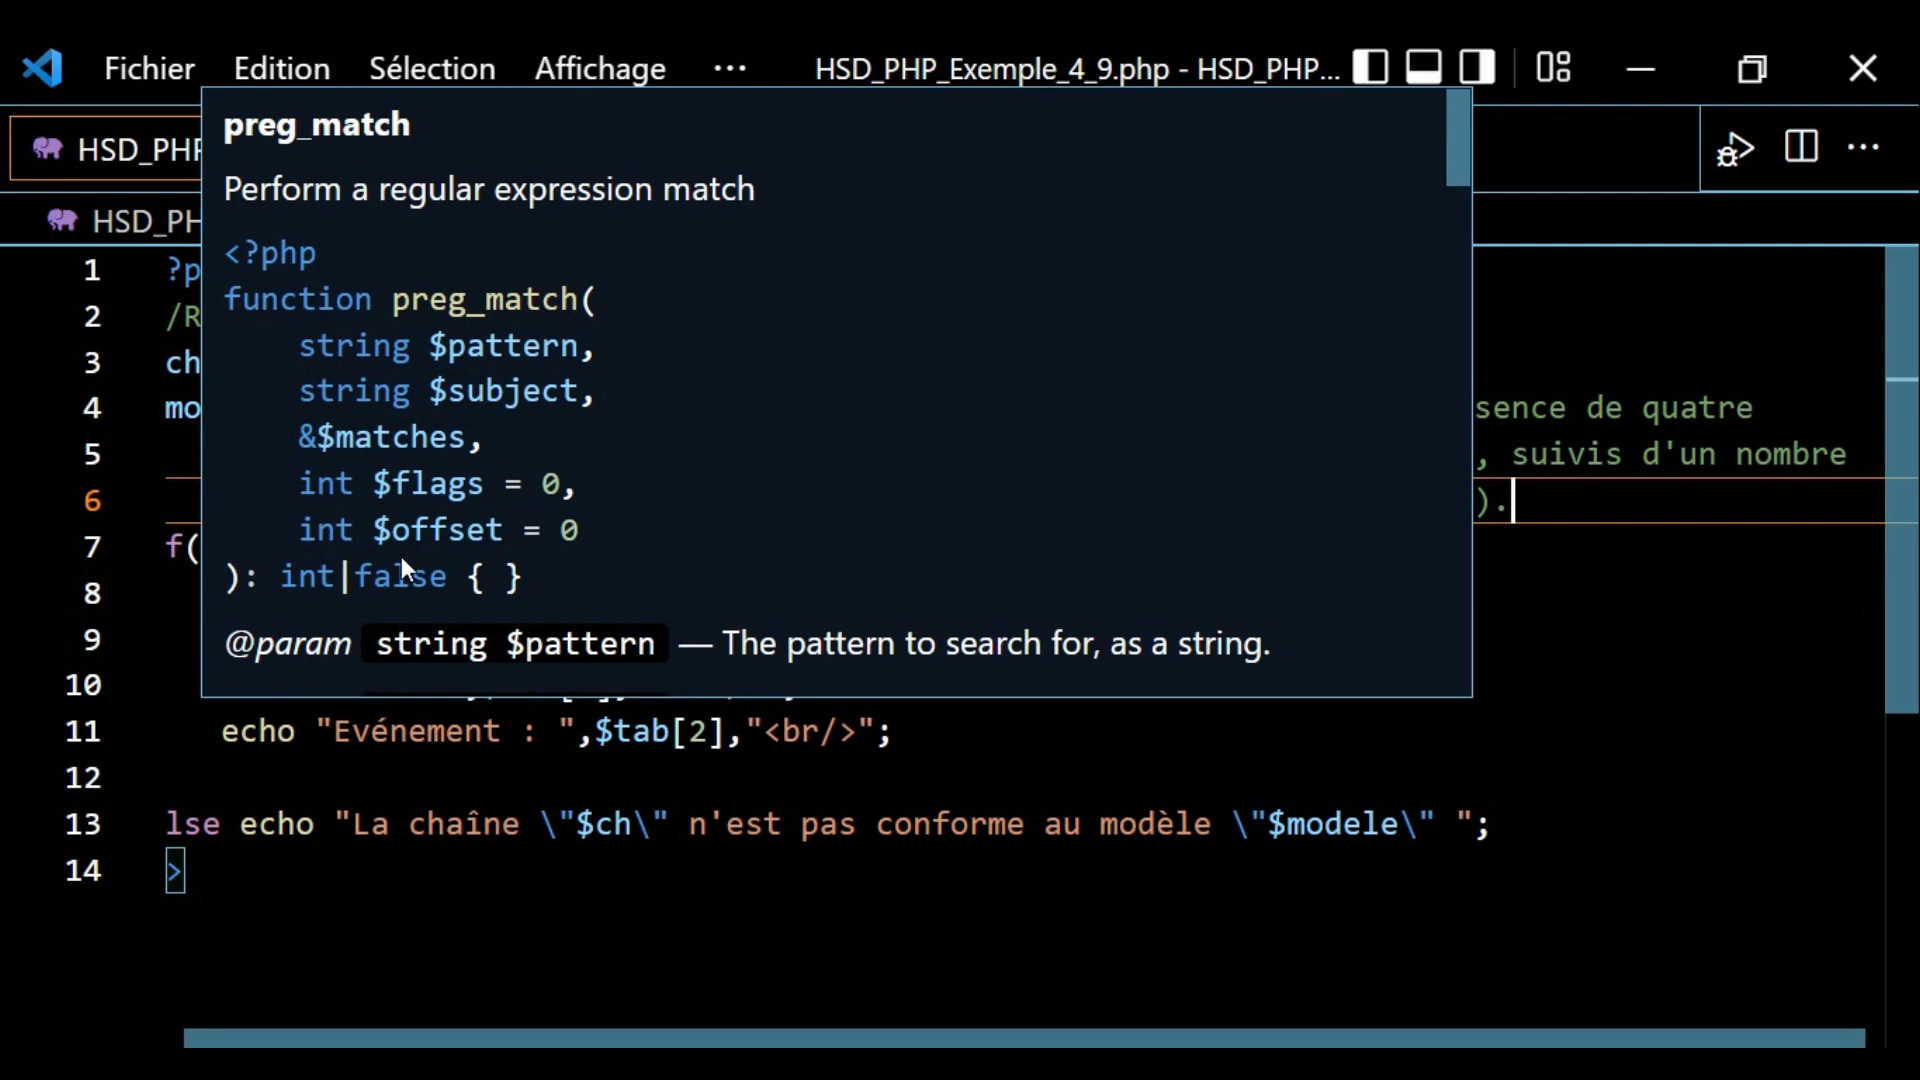 Fichier Edition Sélection Affichage ··· HSD_PHP_Exemple_4_9.php - HSD_PHP...
HSD_PHP
HSD_PH
preg_match
Perform a regular expression match
<?php
function preg_match(
string $pattern,
string $subject,
&$matches,
int $flags = 0,
int $offset = 0
): int|false { }
@param string $pattern — The pattern to search for, as a string.
1 ?p
2 /R
3 ch
4 mo sence de quatre
5 , suivis d'un nombre
6 ).
7 f(
8
9
10
11 echo "Evénement : ",$tab[2],"<br/>";
12
13 lse echo "La chaîne \"$ch\" n'est pas conforme au modèle \"$modele\" ";
14 >